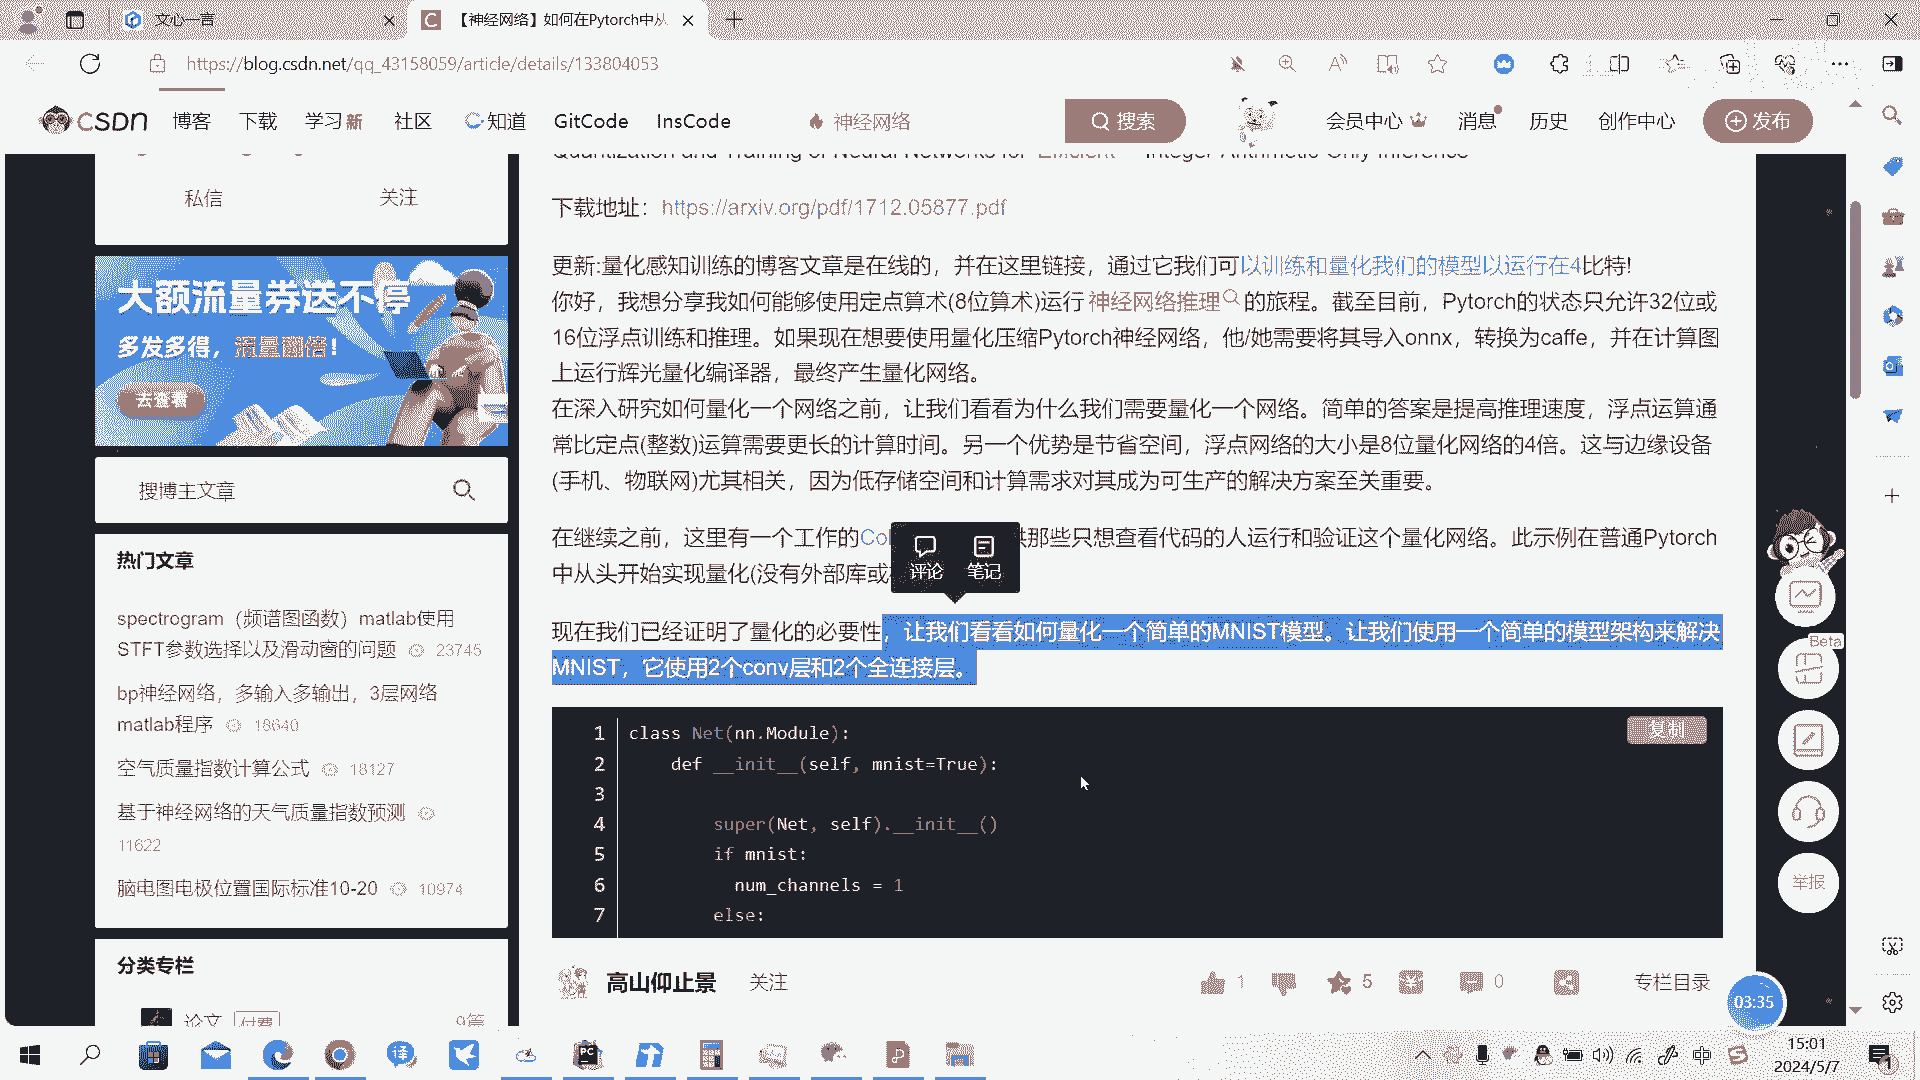 文心一言
【神经网络】如何在Pytorch中从
https://blog.csdn.net/qq_43158059/article/details/133804053
CSDN 博客 下载 学习新 社区 知道 GitCode InsCode 神经网络 搜索 会员中心 消息 历史 创作中心 发布
私信 关注
大额流量券送不停
多发多得，流量翻倍！
去查看
搜博主文章
热门文章
spectrogram（频谱图函数）matlab使用
STFT参数选择以及滑动窗的问题 23745
bp神经网络，多输入多输出，3层网络
matlab程序 18640
空气质量指数计算公式 18127
基于神经网络的天气质量指数预测
11622
脑电图电极位置国际标准10-20 10974
分类专栏
论文 付费 9篇
Quantization and Training of Neural Networks for Efficient Integer-Arithmetic-Only Inference
下载地址：https://arxiv.org/pdf/1712.05877.pdf
更新:量化感知训练的博客文章是在线的，并在这里链接，通过它我们可以训练和量化我们的模型以运行在4比特!
你好，我想分享我如何能够使用定点算术(8位算术)运行神经网络推理的旅程。截至目前，Pytorch的状态只允许32位或
16位浮点训练和推理。如果现在想要使用量化压缩Pytorch神经网络，他/她需要将其导入onnx，转换为caffe，并在计算图
上运行辉光量化编译器，最终产生量化网络。
在深入研究如何量化一个网络之前，让我们看看为什么我们需要量化一个网络。简单的答案是提高推理速度，浮点运算通
常比定点(整数)运算需要更长的计算时间。另一个优势是节省空间，浮点网络的大小是8位量化网络的4倍。这与边缘设备
(手机、物联网)尤其相关，因为低存储空间和计算需求对其成为可生产的解决方案至关重要。
在继续之前，这里有一个工作的Co 那些只想查看代码的人运行和验证这个量化网络。此示例在普通Pytorch
中从头开始实现量化(没有外部库或
评论 笔记
现在我们已经证明了量化的必要性，让我们看看如何量化一个简单的MNIST模型。让我们使用一个简单的模型架构来解决
MNIST，它使用2个conv层和2个全连接层。
复制
1 class Net(nn.Module):
2 def __init__(self, mnist=True):
3
4 super(Net, self).__init__()
5 if mnist:
6 num_channels = 1
7 else:
高山仰止景 关注 1 5 0 专栏目录
Beta
举报
03:35
中
15:01
2024/5/7
1